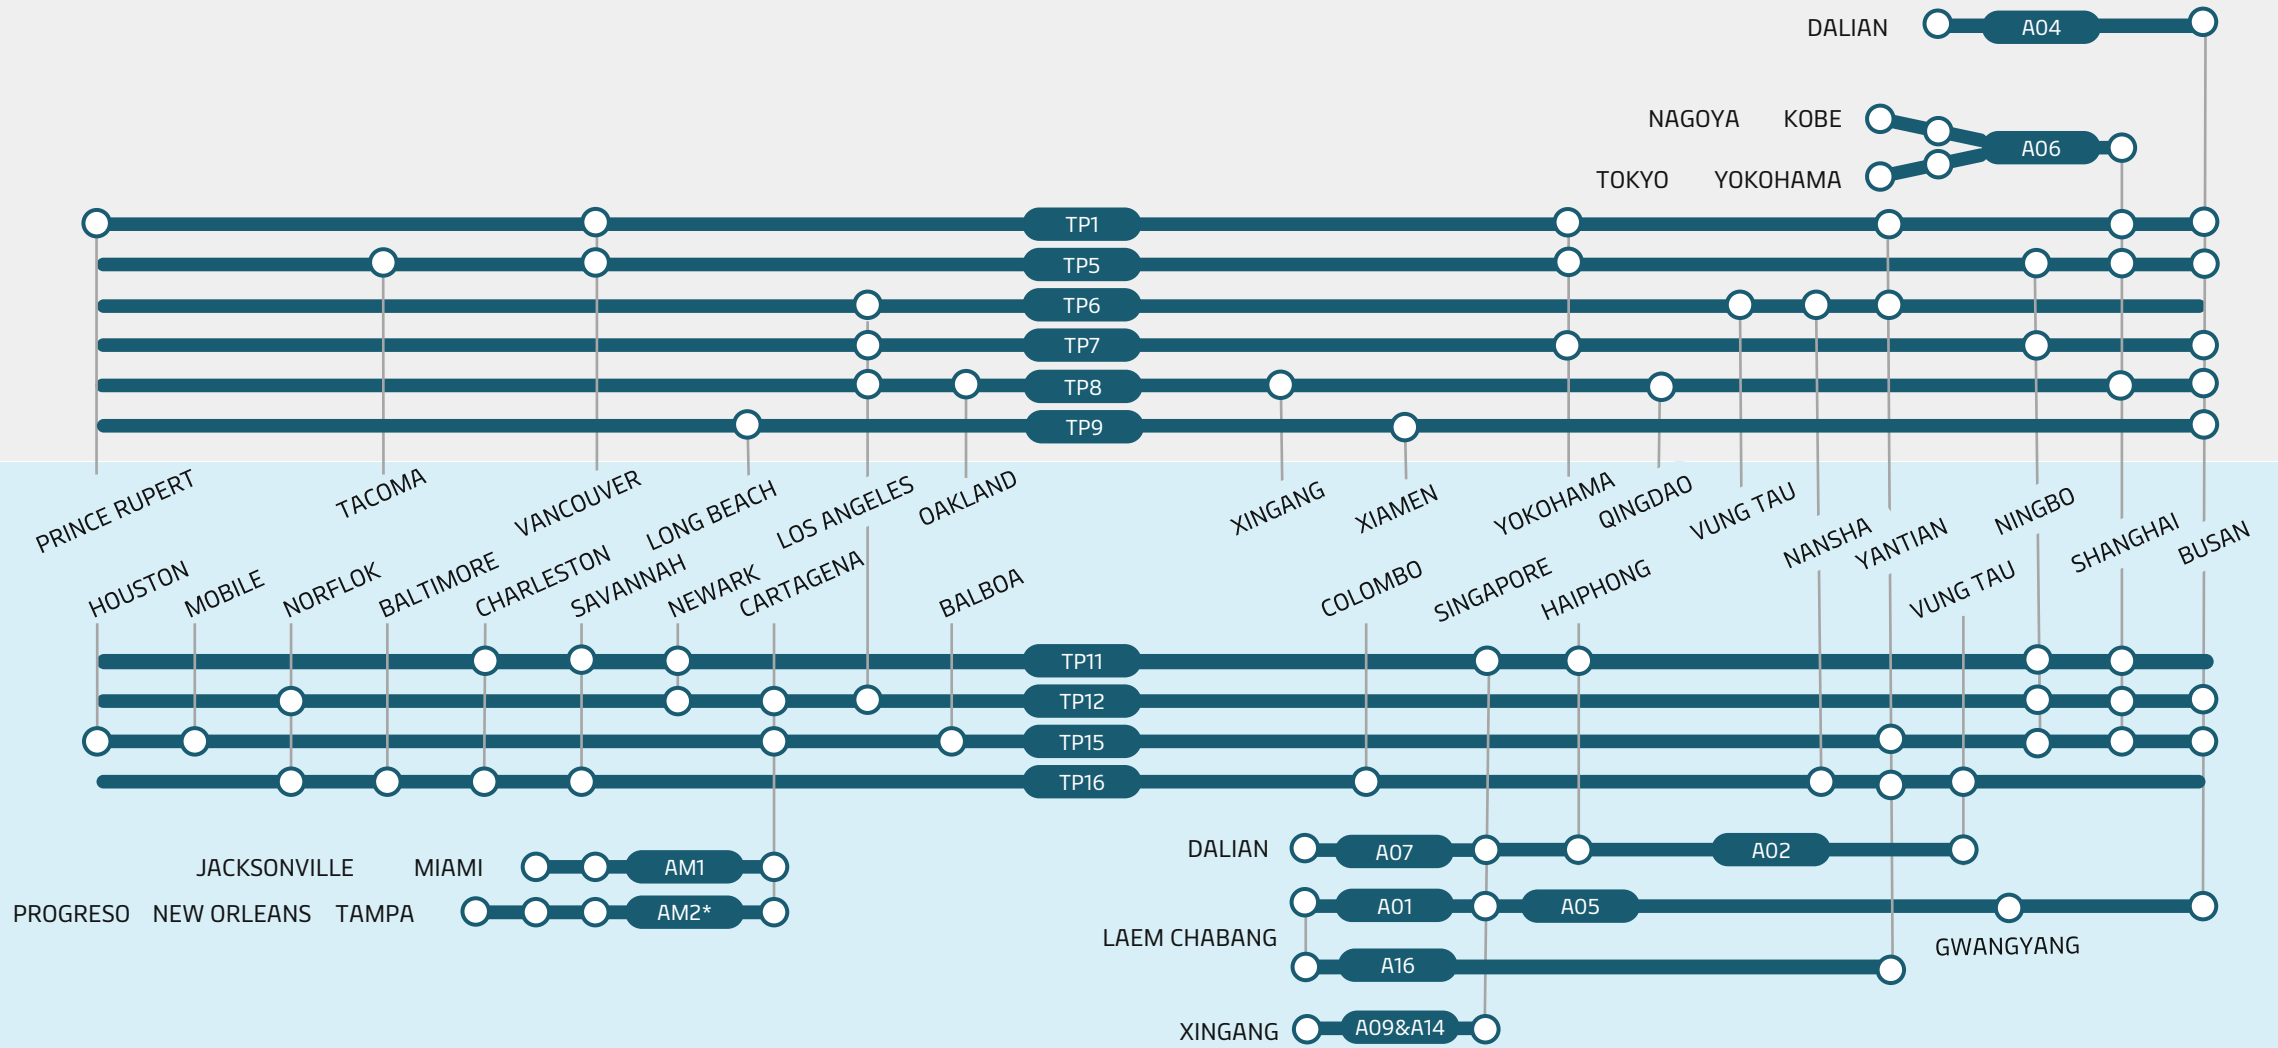 DALIAN A04
NAGOYA KOBE
A06
TOKYO YOKOHAMA
TP1
TP5
TP6
TP7
TP8
TP9
PRINCE RUPERT
TACOMA
VANCOUVER
LONG BEACH
LOS ANGELES
OAKLAND
XINGANG
XIAMEN
YOKOHAMA
QINGDAO
VUNG TAU
NANSHA
YANTIAN
NINGBO
SHANGHAI
BUSAN
HOUSTON
MOBILE
NORFLOK
BALTIMORE
CHARLESTON
SAVANNAH
NEWARK
CARTAGENA
BALBOA
COLOMBO
SINGAPORE
HAIPHONG
VUNG TAU
TP11
TP12
TP15
TP16
DALIAN A07 A02
JACKSONVILLE MIAMI AM1
PROGRESO NEW ORLEANS TAMPA AM2*
A01 A05
LAEM CHABANG
GWANGYANG
A16
XINGANG A09&A14